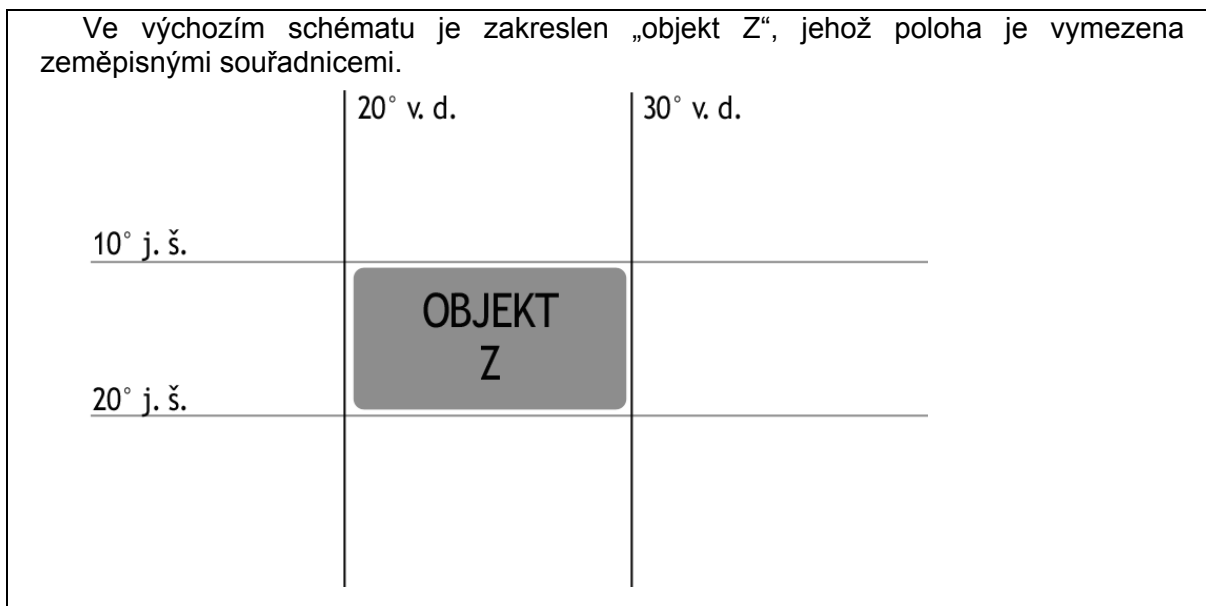 Ve výchozím schématu je zakreslen „objekt Z“, jehož poloha je vymezena
zeměpisnými souřadnicemi.
20° v. d.
30° v. d.
10° j. š.
OBJEKT
Z
20° j. š.